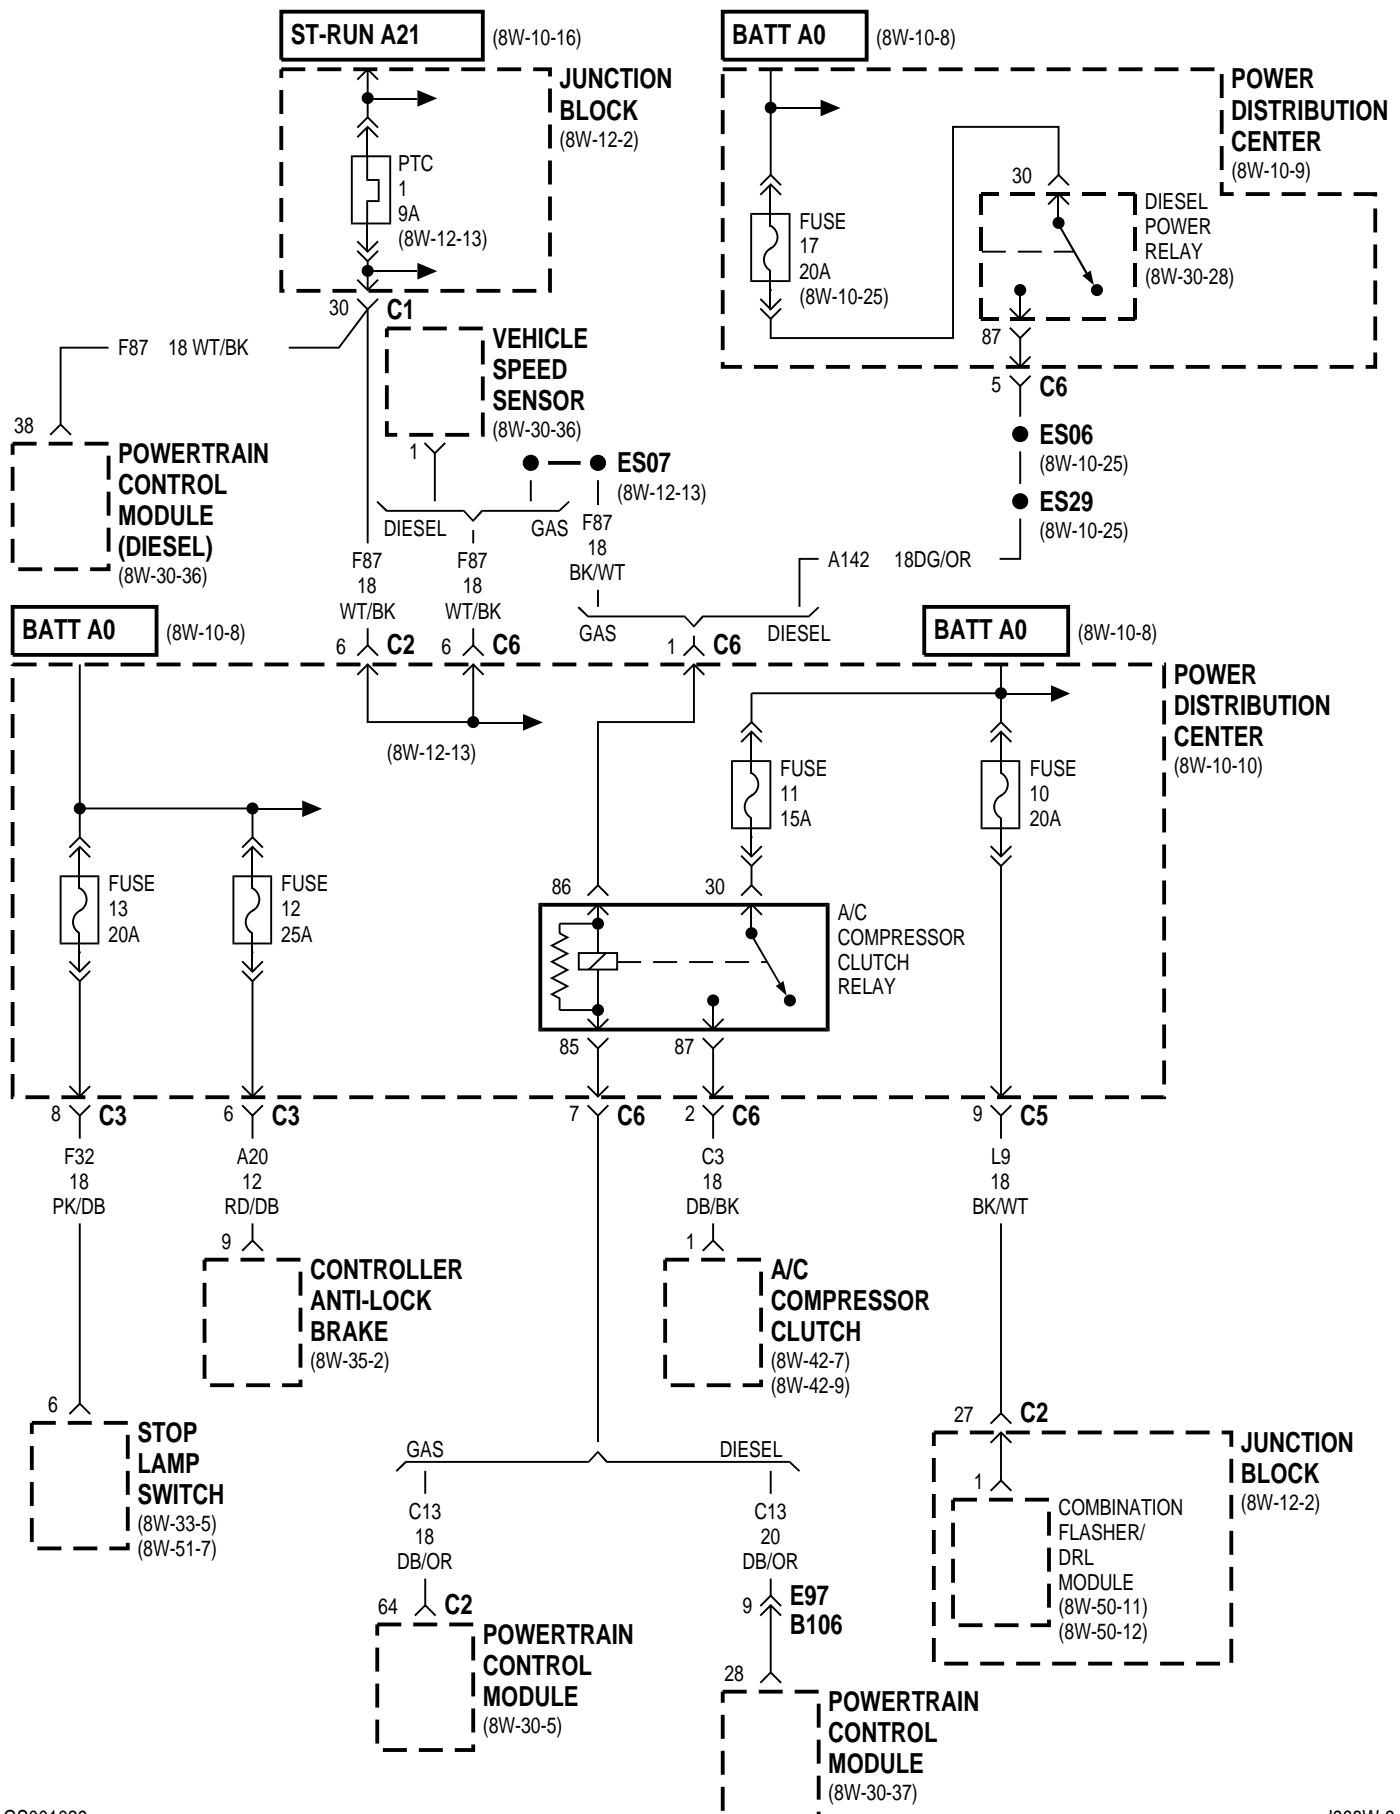 ST-RUN A21
(8W-10-16)
BATT A0
(8W-10-8)
JUNCTION
BLOCK
(8W-12-2)
PTC
1
9A
(8W-12-13)
30
C1
POWER
DISTRIBUTION
CENTER
(8W-10-9)
FUSE
17
20A
(8W-10-25)
30
DIESEL
POWER
RELAY
(8W-30-28)
87
5
C6
ES06
(8W-10-25)
ES29
(8W-10-25)
F87 18 WT/BK
VEHICLE
SPEED
SENSOR
(8W-30-36)
1
38
POWERTRAIN
CONTROL
MODULE
(DIESEL)
(8W-30-36)
ES07
(8W-12-13)
DIESEL
GAS
F87
18
WT/BK
F87
18
WT/BK
F87
18
BK/WT
A142 18DG/OR
GAS
DIESEL
BATT A0
(8W-10-8)
6
C2
6
C6
1
C6
BATT A0
(8W-10-8)
POWER
DISTRIBUTION
CENTER
(8W-10-10)
(8W-12-13)
FUSE
11
15A
FUSE
10
20A
FUSE
13
20A
FUSE
12
25A
86
30
A/C
COMPRESSOR
CLUTCH
RELAY
85
87
8
C3
6
C3
7
C6
2
C6
9
C5
F32
18
PK/DB
A20
12
RD/DB
C3
18
DB/BK
L9
18
BK/WT
9
CONTROLLER
ANTI-LOCK
BRAKE
(8W-35-2)
1
A/C
COMPRESSOR
CLUTCH
(8W-42-7)
(8W-42-9)
6
STOP
LAMP
SWITCH
(8W-33-5)
(8W-51-7)
27
C2
JUNCTION
BLOCK
(8W-12-2)
1
COMBINATION
FLASHER/
DRL
MODULE
(8W-50-11)
(8W-50-12)
GAS
DIESEL
C13
18
DB/OR
C13
20
DB/OR
64
C2
POWERTRAIN
CONTROL
MODULE
(8W-30-5)
9
E97
B106
28
POWERTRAIN
CONTROL
MODULE
(8W-30-37)